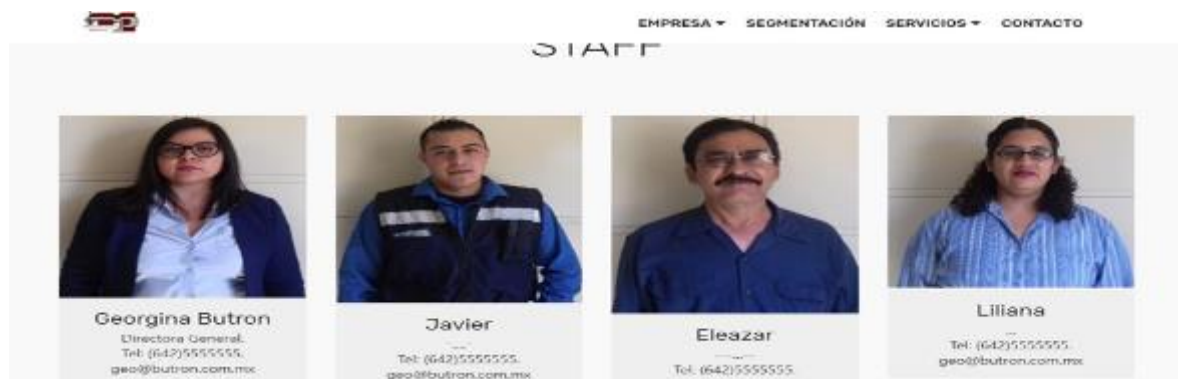 EMPRESA SEGMENTACIÓN SERVICIOS CONTACTO
STAFF
Georgina Butron
Directora General.
Tel: (642)5555555.
geo@butron.com.mx
Javier
...
Tel: (642)5555555.
geo@butron.com.mx
Eleazar
...
Tel: (642)5555555.
Liliana
...
Tel: (642)5555555.
geo@butron.com.mx